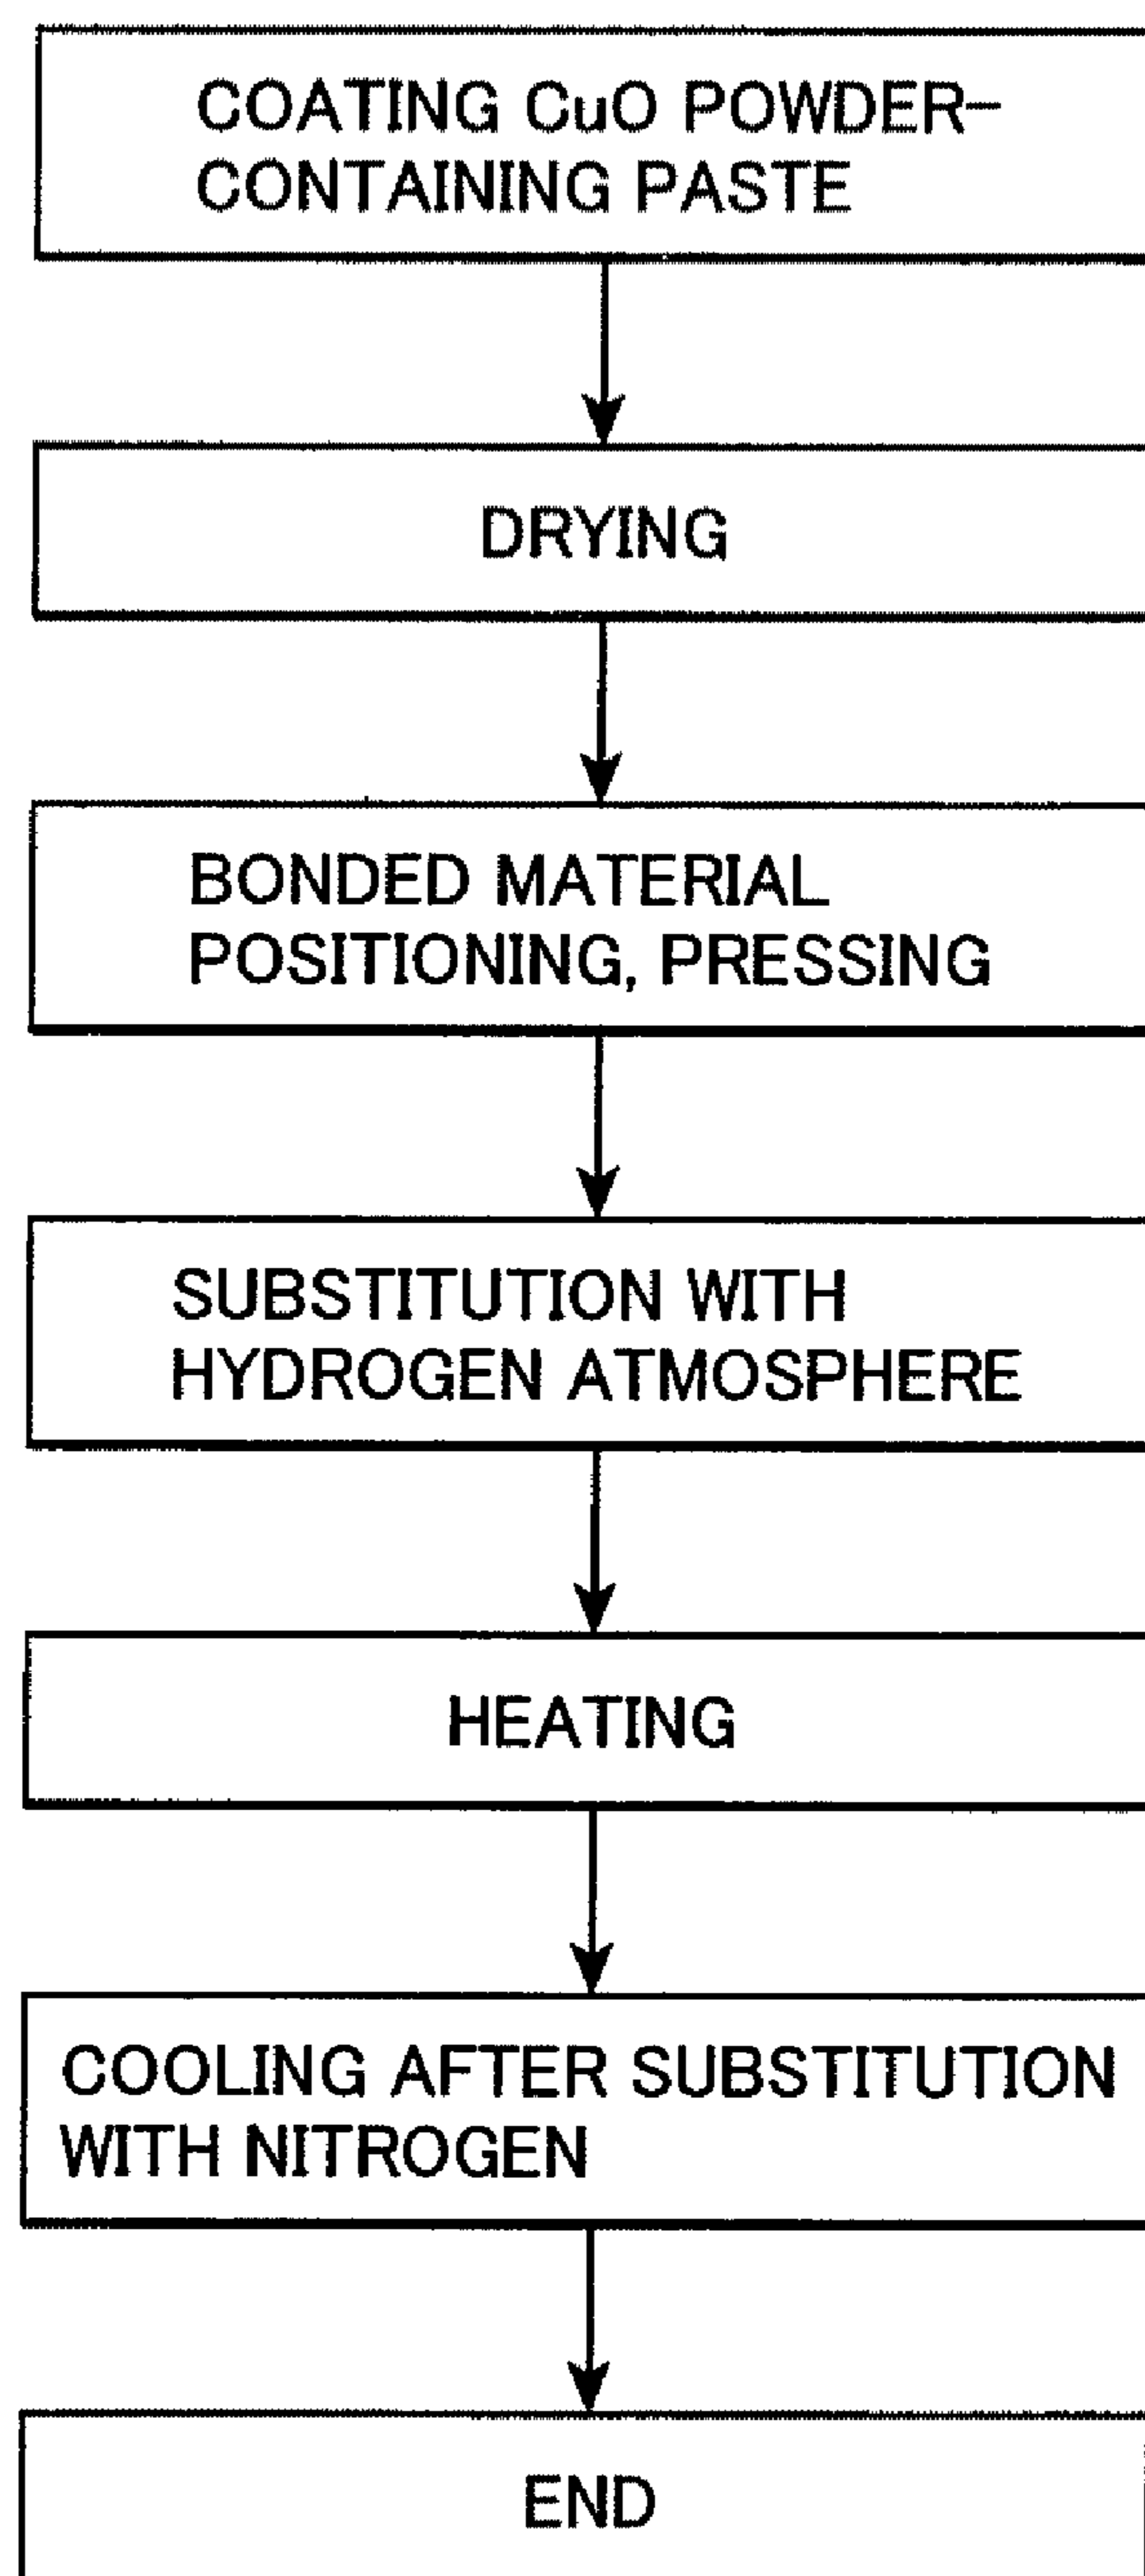 COATING CuO POWDER-
CONTAINING PASTE
DRYING
BONDED MATERIAL
POSITIONING, PRESSING
SUBSTITUTION WITH
HYDROGEN ATMOSPHERE
HEATING
COOLING AFTER SUBSTITUTION
WITH NITROGEN
END